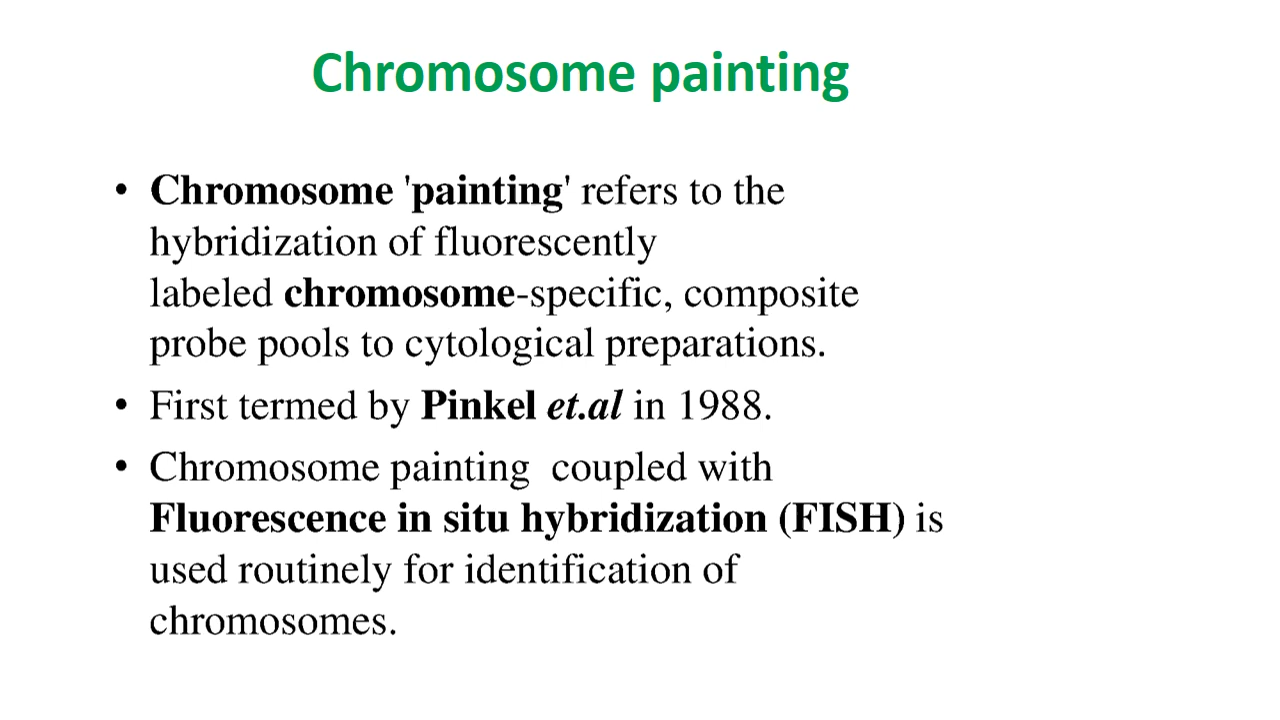 Chromosome painting
• Chromosome 'painting' refers to the
hybridization of fluorescently
labeled chromosome-specific, composite
probe pools to cytological preparations.
• First termed by Pinkel et.al in 1988.
• Chromosome painting  coupled with
Fluorescence in situ hybridization (FISH) is
used routinely for identification of
chromosomes.